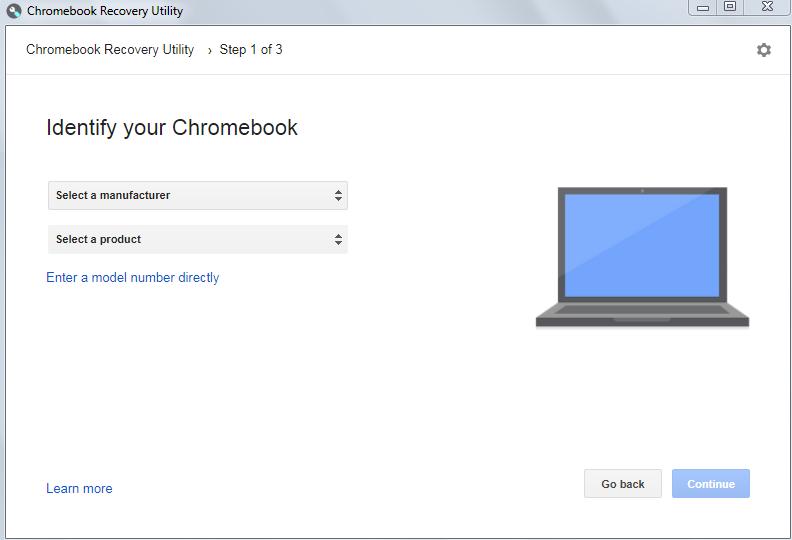 Chromebook Recovery Utility
Chromebook Recovery Utility › Step 1 of 3
Identify your Chromebook
Select a manufacturer
Select a product
Enter a model number directly
Learn more
Go back
Continue